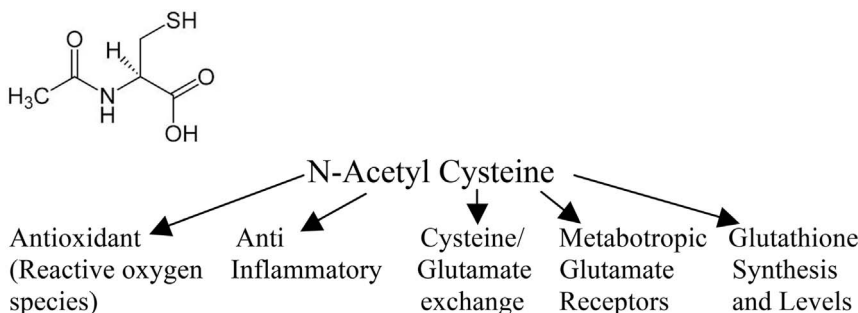 SH
O
H
O
H₃C
N
H
OH
N-Acetyl Cysteine
Antioxidant
(Reactive oxygen
species)
Anti
Inflammatory
Cysteine/
Glutamate
exchange
Metabotropic
Glutamate
Receptors
Glutathione
Synthesis
and Levels